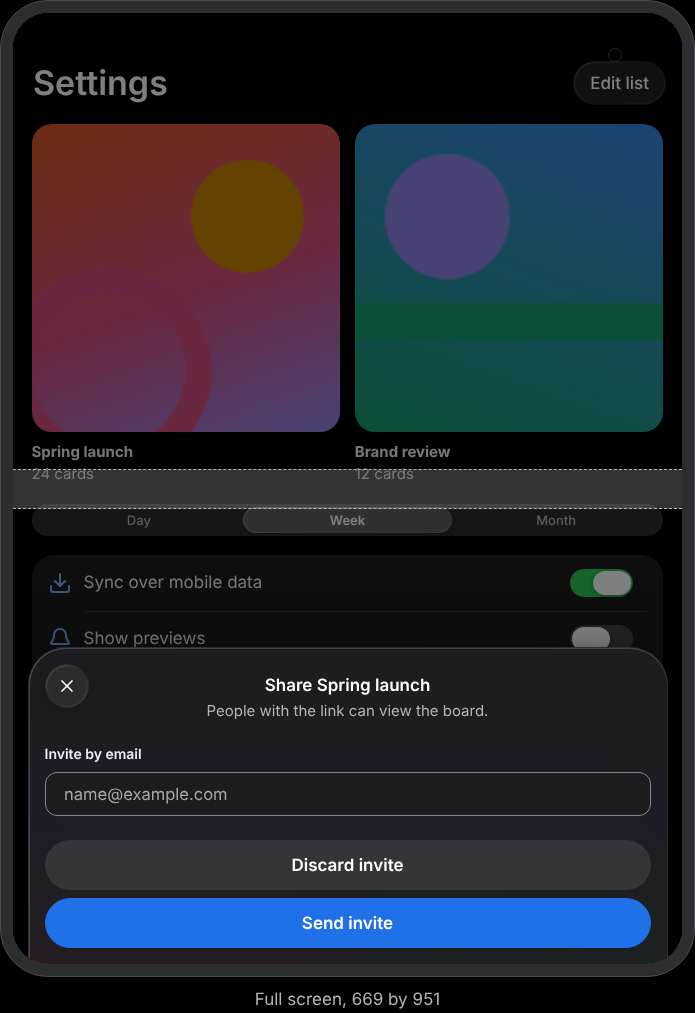 Settings
Edit list
Spring launch
Brand review
24 cards
12 cards
Day
Week
Month
Sync over mobile data
Show previews
Share Spring launch
People with the link can view the board.
Invite by email
name@example.com
Discard invite
Send invite
Full screen, 669 by 951